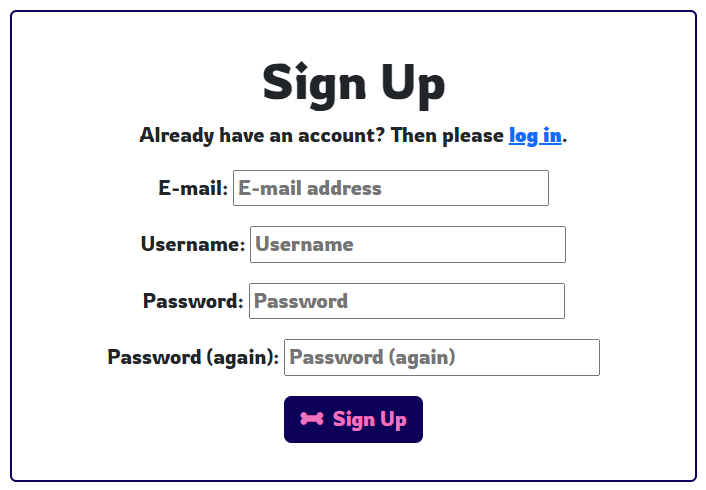 Sign Up
Already have an account? Then please log in.
E-mail: E-mail address
Username: Username
Password: Password
Password (again): Password (again)
Sign Up